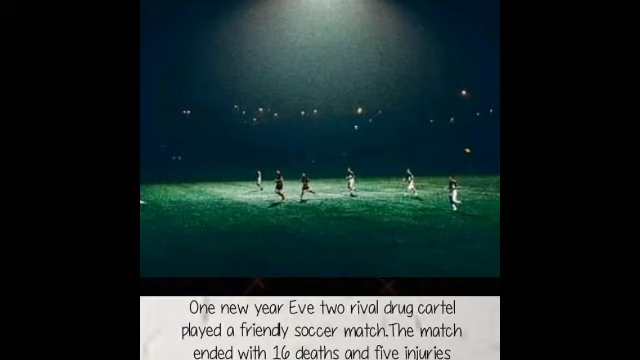 One new year Eve two rival drug cartel
played a friendly soccer match.The match
ended with 16 deaths and five injuries